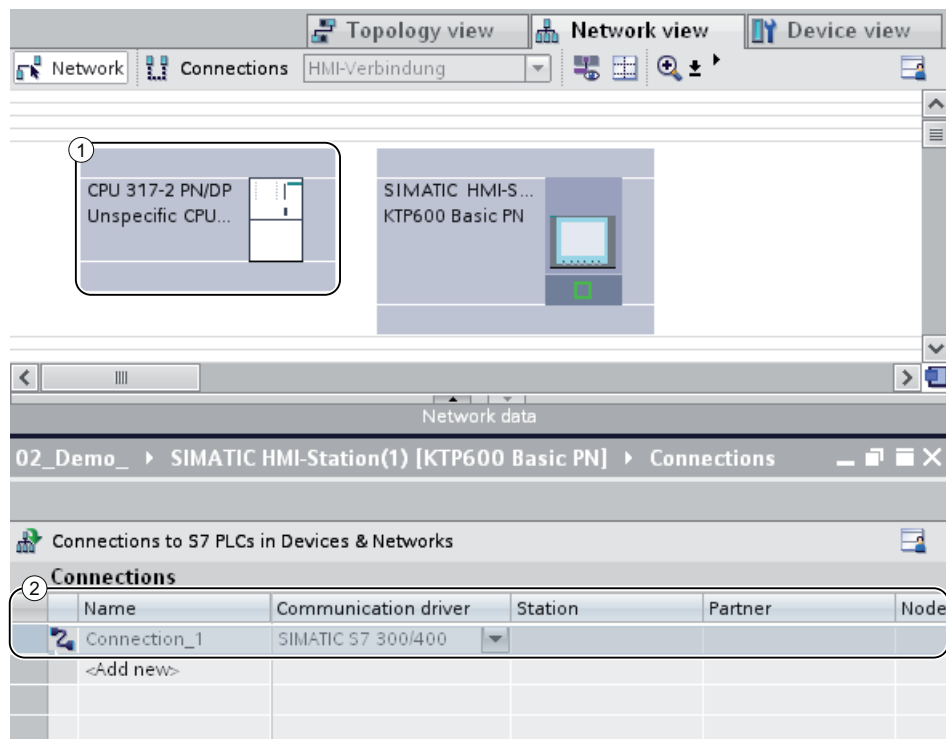 Topology view Network view Device view
Network Connections HMI-Verbindung
1
CPU 317-2 PN/DP
Unspecific CPU...
SIMATIC HMI-S...
KTP600 Basic PN
Network data
02_Demo_ SIMATIC HMI-Station(1) [KTP600 Basic PN] Connections
Connections to S7 PLCs in Devices & Networks
Connections
2
Name Communication driver Station Partner Node
Connection_1 SIMATIC S7 300/400
<Add new>